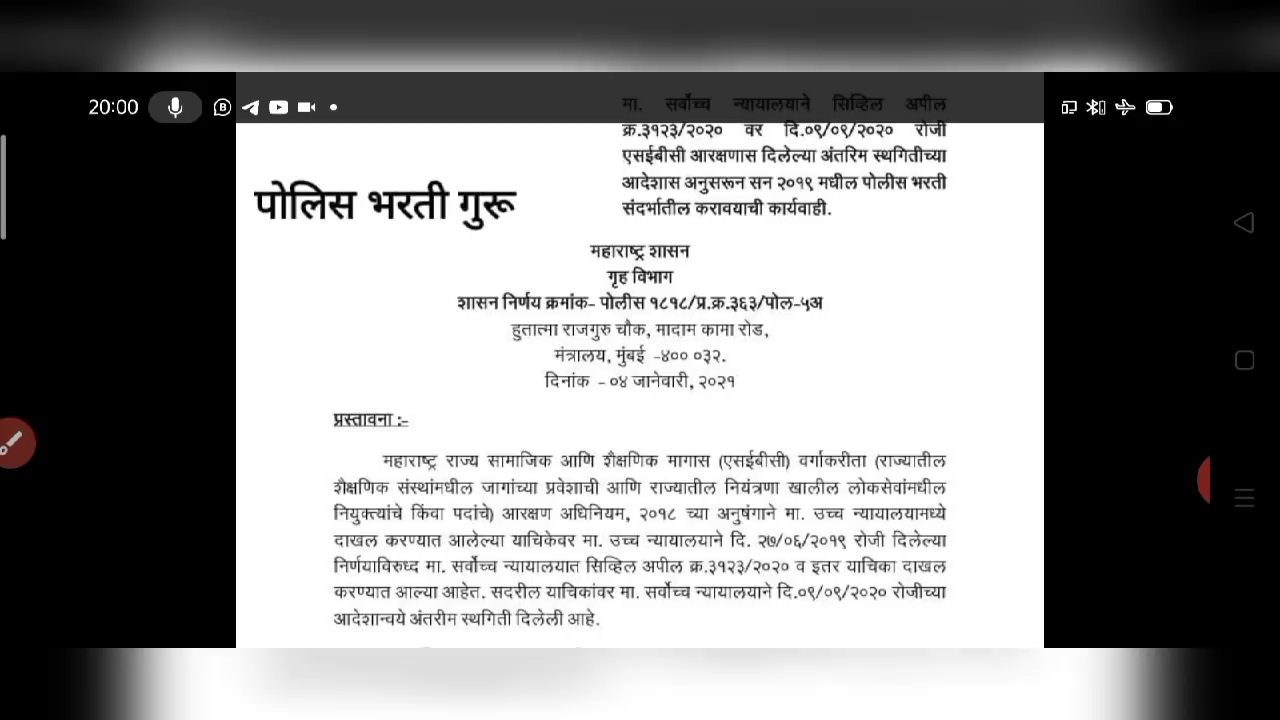 20:00
मा. सर्वोच्च न्यायालयाने सिव्हिल अपील
क्र.३१२३/२०२० वर दि.०९/०९/२०२० रोजी
एसईबीसी आरक्षणास दिलेल्या अंतरिम स्थगितीच्या
आदेशास अनुसरून सन २०१९ मधील पोलीस भरती
संदर्भातील करावयाची कार्यवाही.
पोलिस भरती गुरू
महाराष्ट्र शासन
गृह विभाग
शासन निर्णय क्रमांक- पोलीस १८१८/प्र.क्र.३६३/पोल-५अ
हुतात्मा राजगुरु चौक, मादाम कामा रोड,
मंत्रालय, मुंबई -४०० ०३२.
दिनांक - ०४ जानेवारी, २०२१
प्रस्तावना :-
महाराष्ट्र राज्य सामाजिक आणि शैक्षणिक मागास (एसईबीसी) वर्गाकरीता (राज्यातील
शैक्षणिक संस्थांमधील जागांच्या प्रवेशाची आणि राज्यातील नियंत्रणा खालील लोकसेवांमधील
नियुक्त्यांचे किंवा पदांचे) आरक्षण अधिनियम, २०१८ च्या अनुषंगाने मा. उच्च न्यायालयामध्ये
दाखल करण्यात आलेल्या याचिकेवर मा. उच्च न्यायालयाने दि. २७/०६/२०१९ रोजी दिलेल्या
निर्णयाविरुध्द मा. सर्वोच्च न्यायालयात सिव्हिल अपील क्र.३१२३/२०२० व इतर याचिका दाखल
करण्यात आल्या आहेत. सदरील याचिकांवर मा. सर्वोच्च न्यायालयाने दि.०९/०९/२०२० रोजीच्या
आदेशान्वये अंतरीम स्थगिती दिलेली आहे.